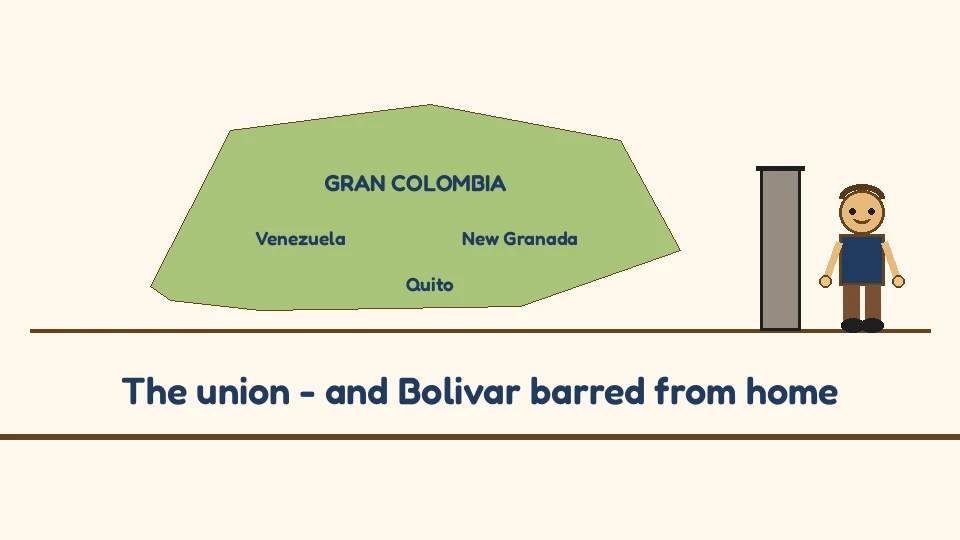 GRAN COLOMBIA
Venezuela New Granada
Quito
The union - and Bolivar barred from home